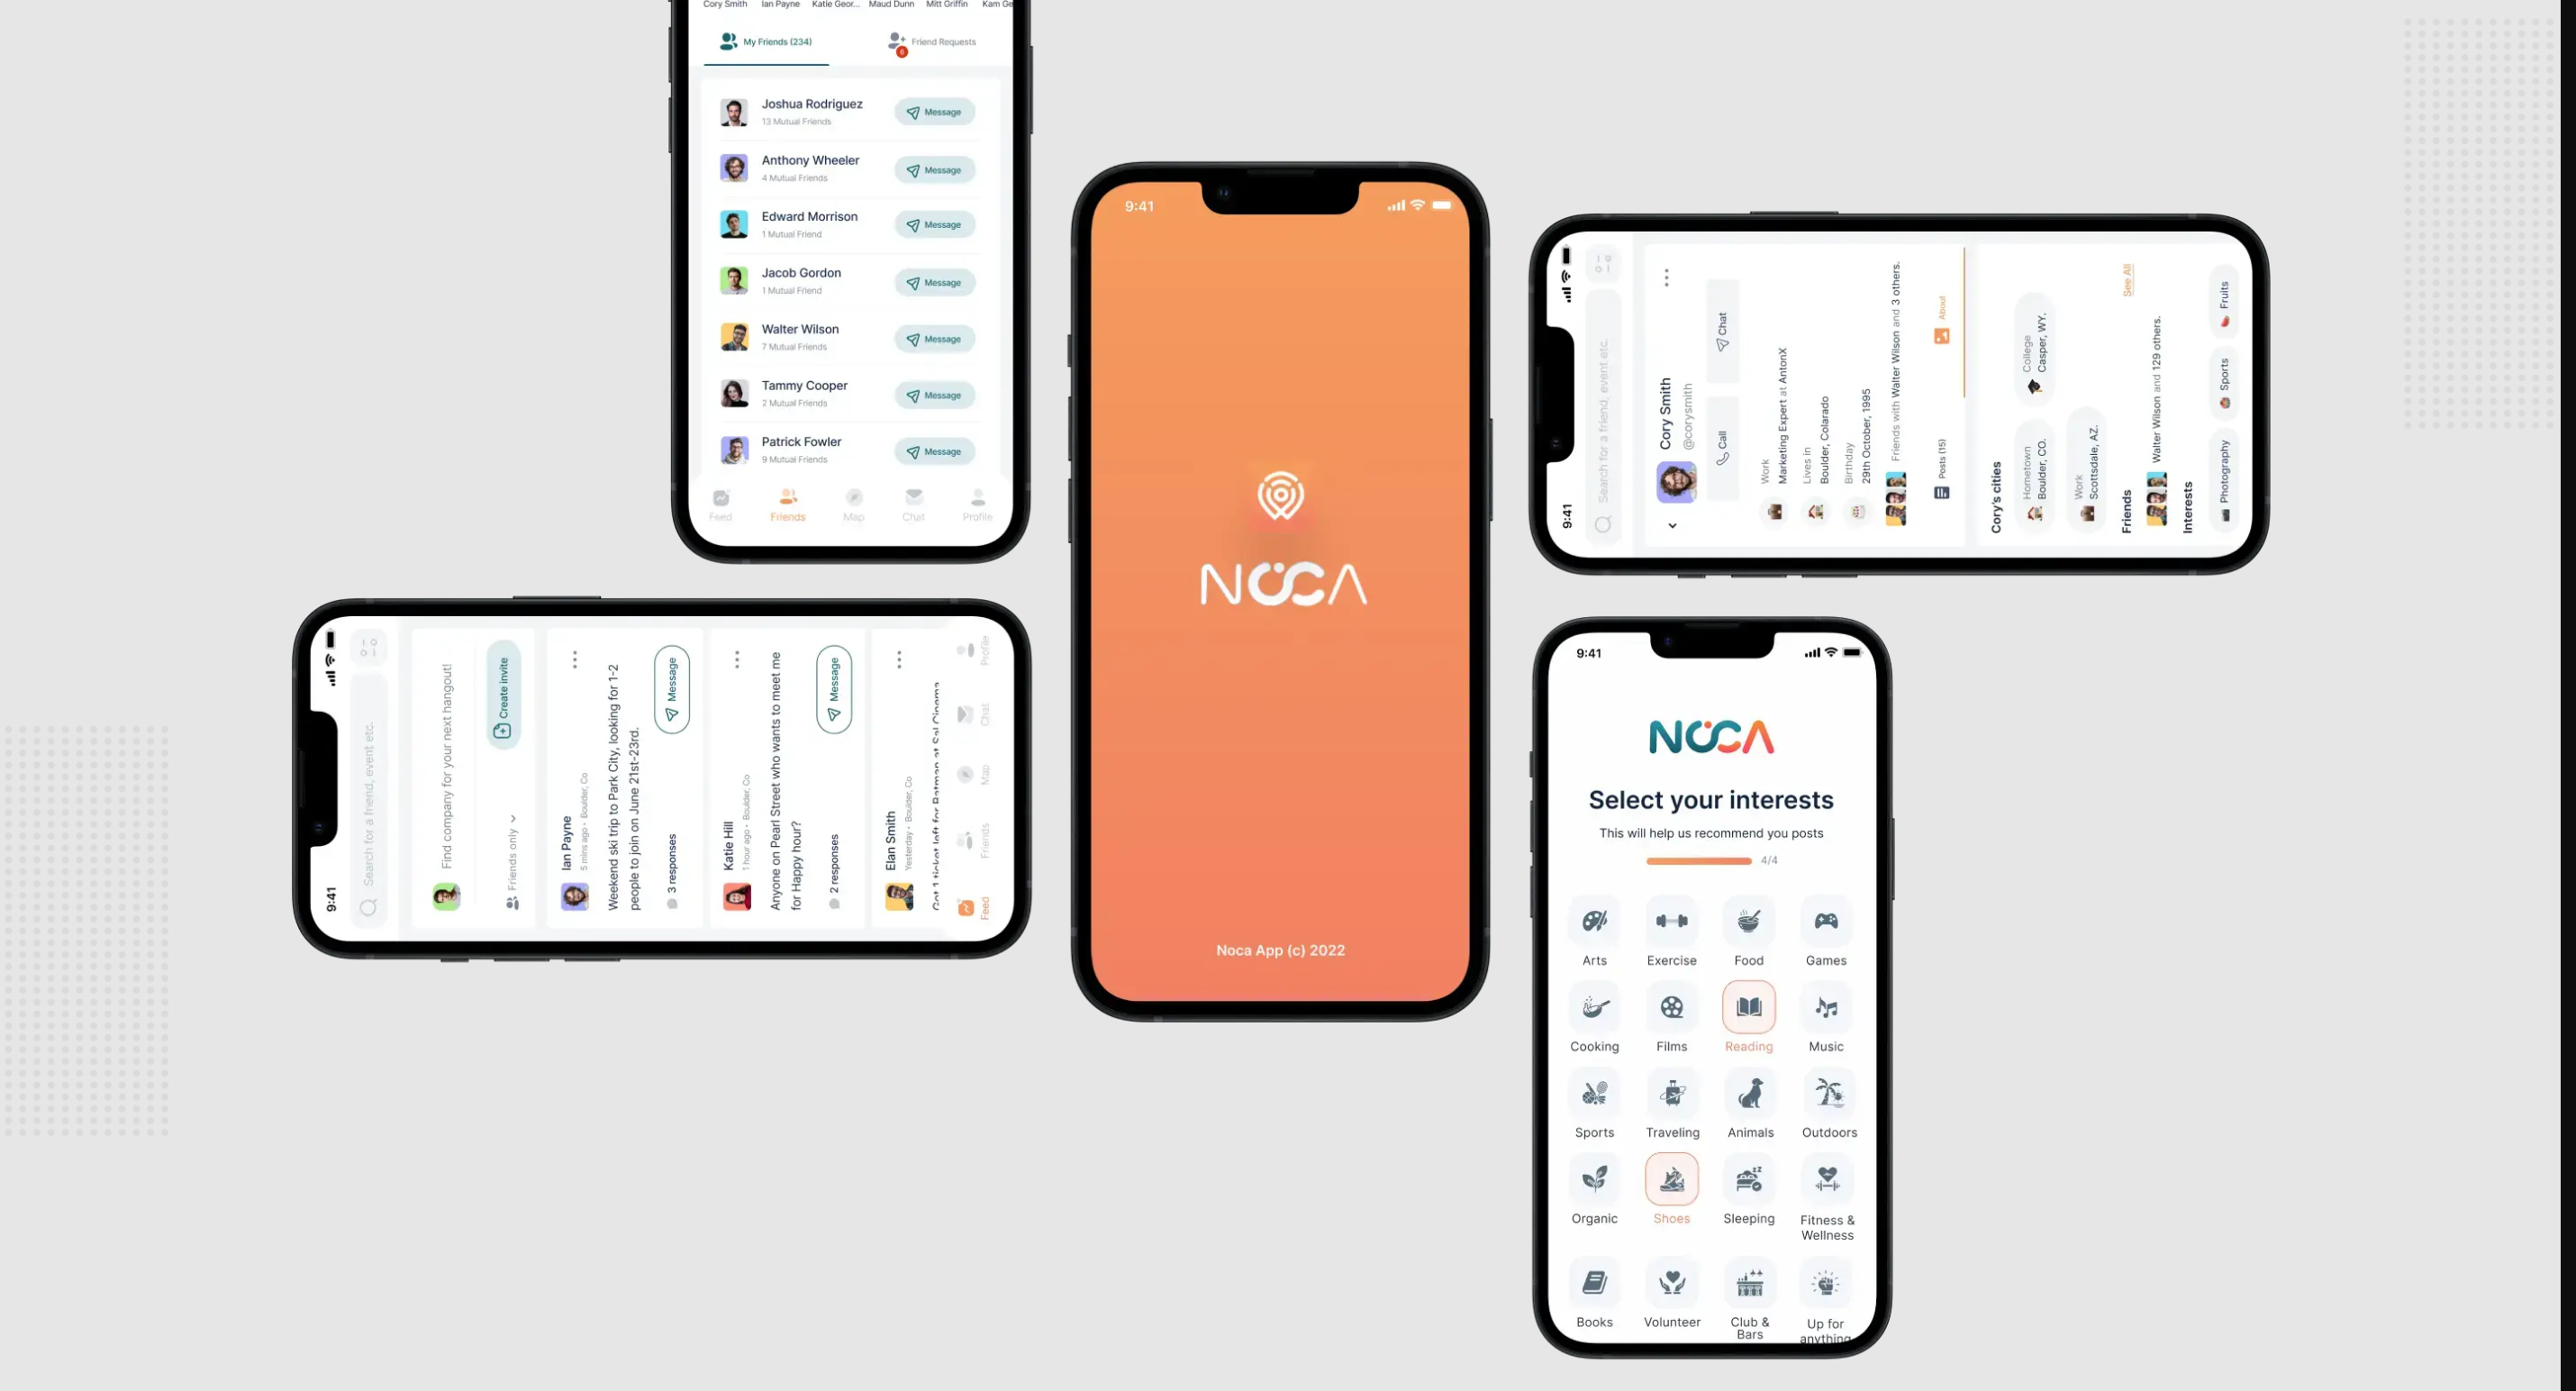 Cory Smith
Ian Payne
Katie Geor...
Maud Dunn
Mitt Griffin
Kam Ge
My Friends (234)
6
Friend Requests
Joshua Rodriguez
13 Mutual Friends
Message
Anthony Wheeler
4 Mutual Friends
Message
Edward Morrison
1 Mutual Friend
Message
Jacob Gordon
1 Mutual Friend
Message
Walter Wilson
7 Mutual Friends
Message
Tammy Cooper
2 Mutual Friends
Message
Patrick Fowler
9 Mutual Friends
Message
Feed
Friends
Map
Chat
Profile
9:41
Search for a friend, event etc.
Find company for your next hangout!
Friends only
Create invite
Ian Payne
5 mins ago • Boulder, Co
Weekend ski trip to Park City, looking for 1-2
people to join on June 21st-23rd.
3 responses
Message
Katie Hill
1 hour ago • Boulder, Co
Anyone on Pearl Street who wants to meet me
for Happy hour?
2 responses
Message
Elan Smith
Yesterday • Boulder, Co
Got 1 ticket left for Batman at Sal Cinema
Feed
Friends
Map
Chat
Profile
9:41
NOCA
Noca App (c) 2022
9:41
Search for a friend, event etc.
Cory Smith
@corysmith
Call
Chat
Work
Marketing Expert at AntonX
Lives in
Boulder, Colarado
Birthday
29th October, 1995
Friends with Walter Wilson and 3 others.
Posts (15)
About
Cory's cities
Hometown
Boulder, CO.
College
Casper, WY.
Work
Scottsdale, AZ.
Friends
See All
Walter Wilson and 129 others.
Interests
Photography
Sports
Fruits
9:41
NOCA
Select your interests
This will help us recommend you posts
4/4
Arts
Exercise
Food
Games
Cooking
Films
Reading
Music
Sports
Traveling
Animals
Outdoors
Organic
Shoes
Sleeping
Fitness &
Wellness
Books
Volunteer
Club &
Bars
Up for
anything